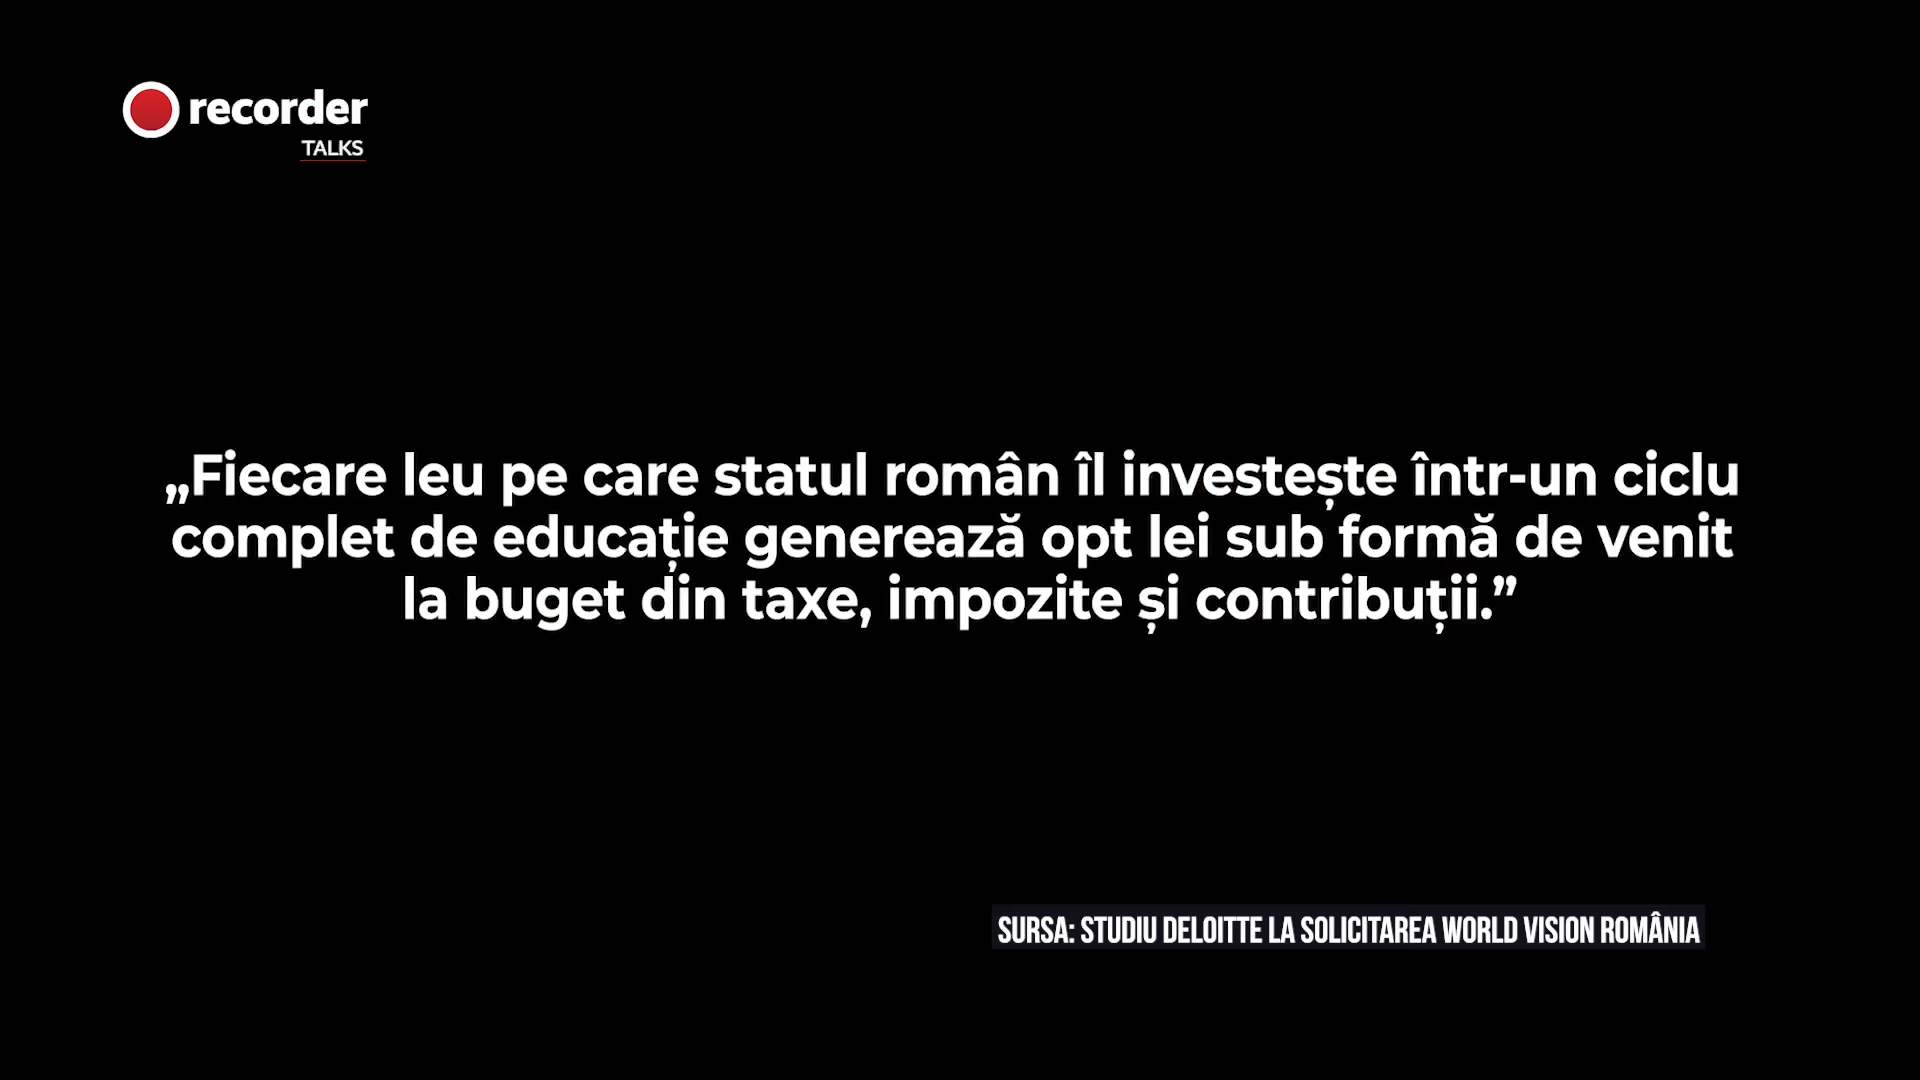 recorder
TALKS
„Fiecare leu pe care statul român îl investește într-un ciclu
complet de educație generează opt lei sub formă de venit
la buget din taxe, impozite și contribuții.”
SURSA: STUDIU DELOITTE LA SOLICITAREA WORLD VISION ROMÂNIA